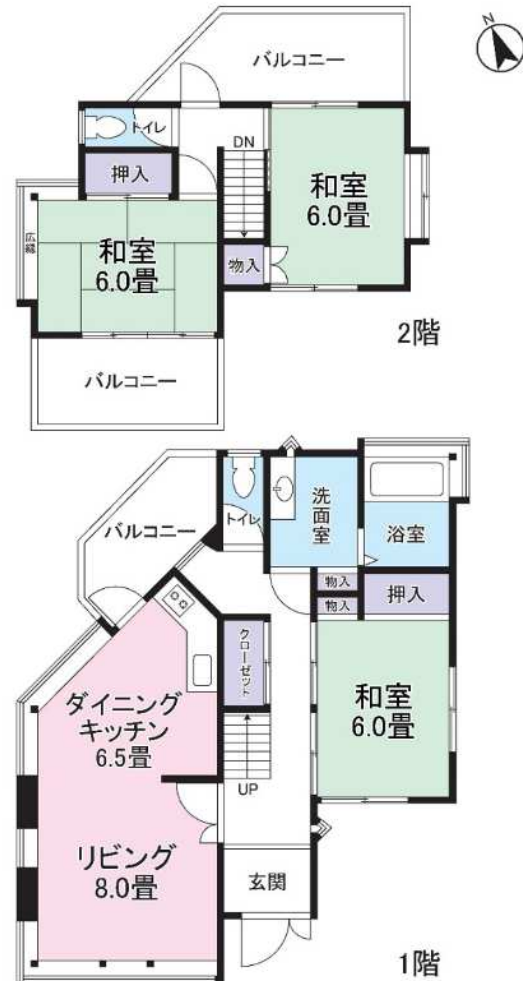 N
バルコニー
トイレ
DN
押入
和室
6.0畳
広縁
和室
6.0畳
物入
2階
バルコニー
バルコニー
トイレ
洗面室
浴室
物入
物入
押入
クローゼット
ダイニング
キッチン
6.5畳
和室
6.0畳
UP
リビング
8.0畳
玄関
1階